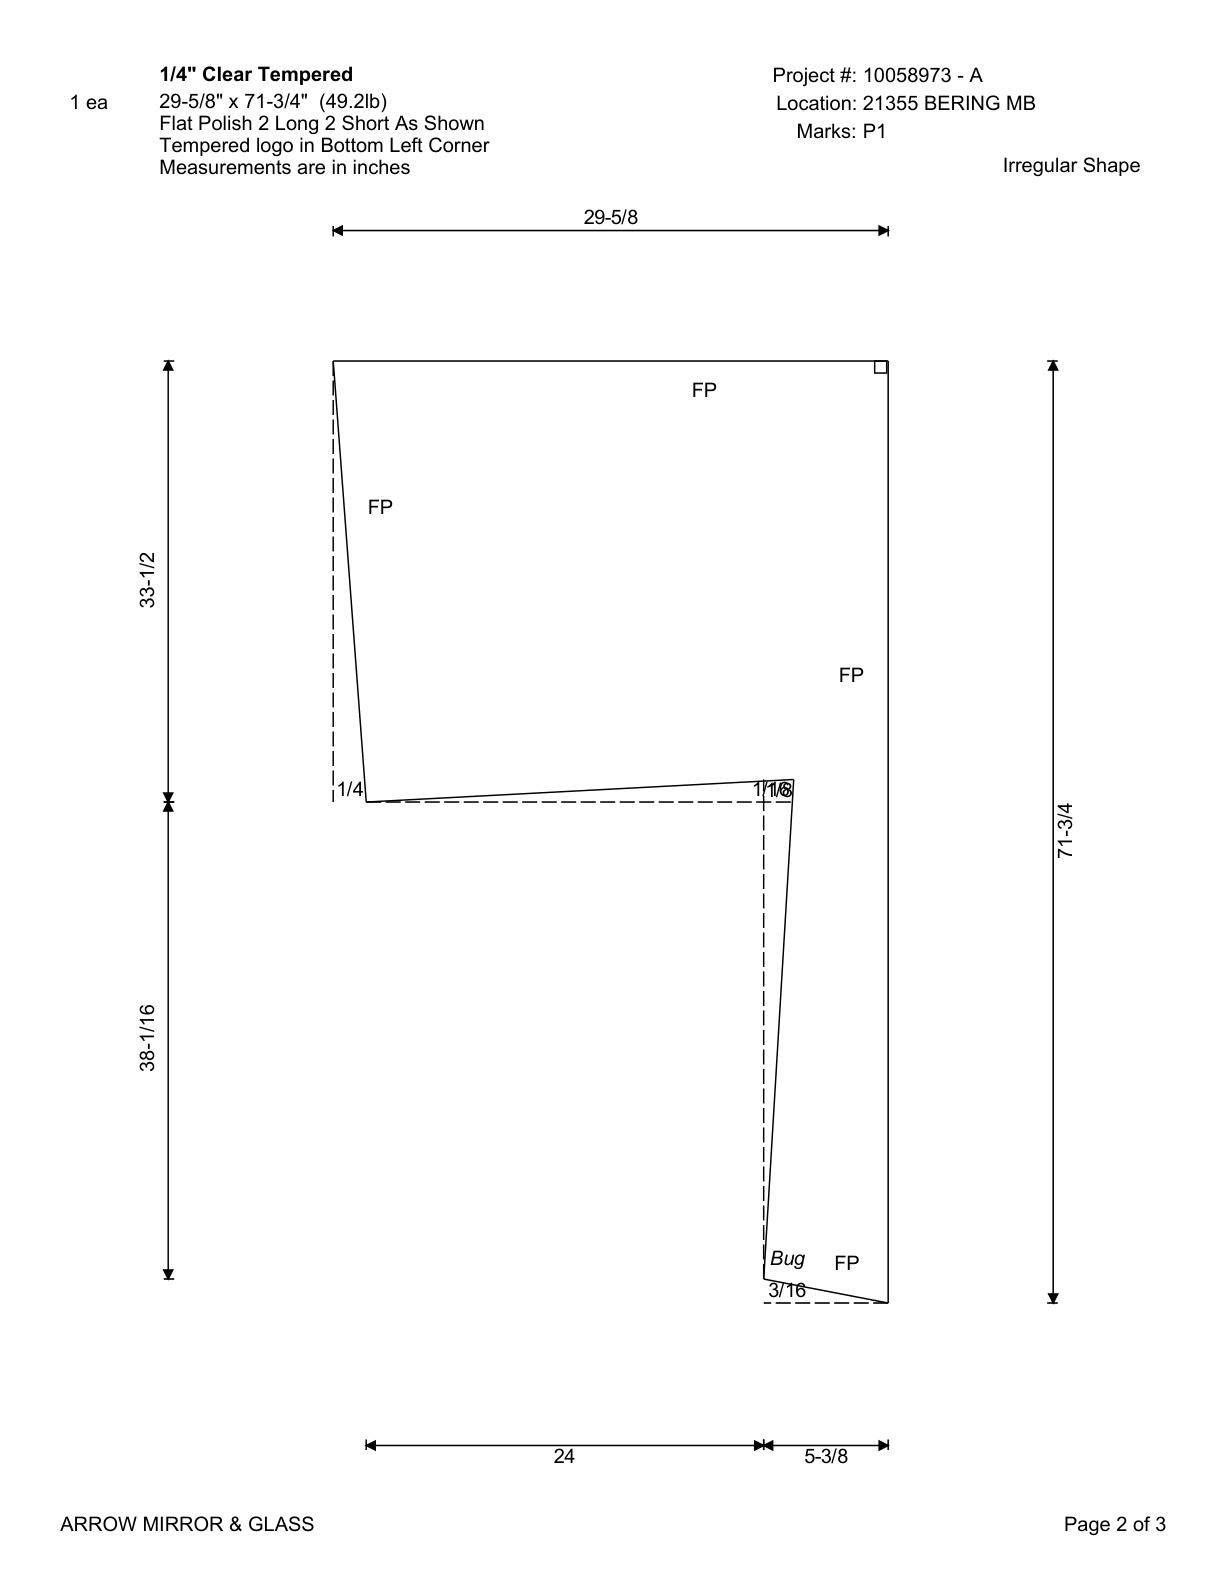 1/4" Clear Tempered
1 ea
29-5/8" x 71-3/4" (49.2lb)
Flat Polish 2 Long 2 Short As Shown
Tempered logo in Bottom Left Corner
Measurements are in inches
Project #: 10058973 - A
Location: 21355 BERING MB
Marks: P1
Irregular Shape
29-5/8
FP
FP
33-1/2
FP
1/4
1/16
1/8
71-3/4
38-1/16
Bug
FP
3/16
24
5-3/8
ARROW MIRROR & GLASS
Page 2 of 3